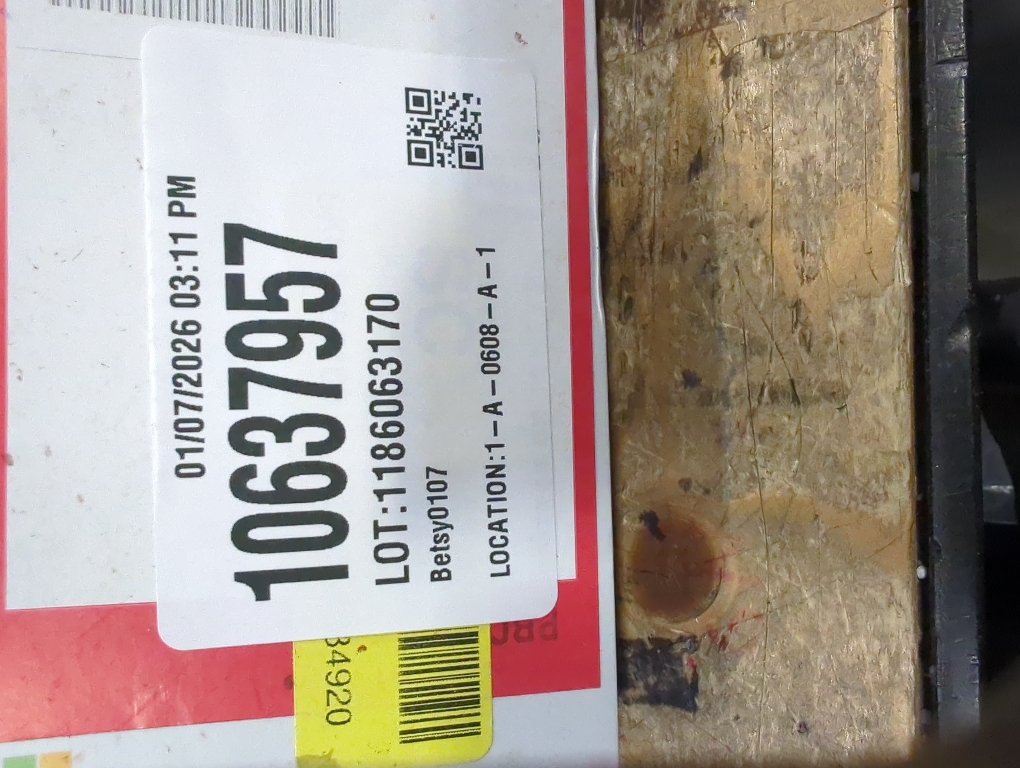 01/07/2026 03:11 PM
10637957
LOT:1186063170
Betsy0107
LOCATION:1-A-0608-A-1
34920